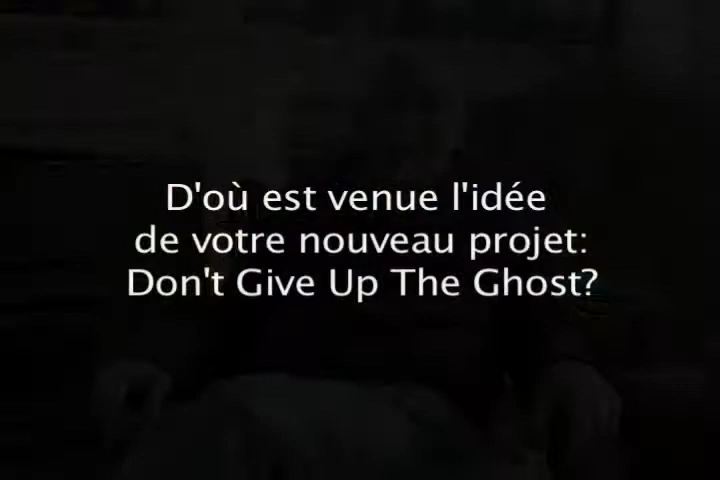 D'où est venue l'idée
de votre nouveau projet:
Don't Give Up The Ghost?